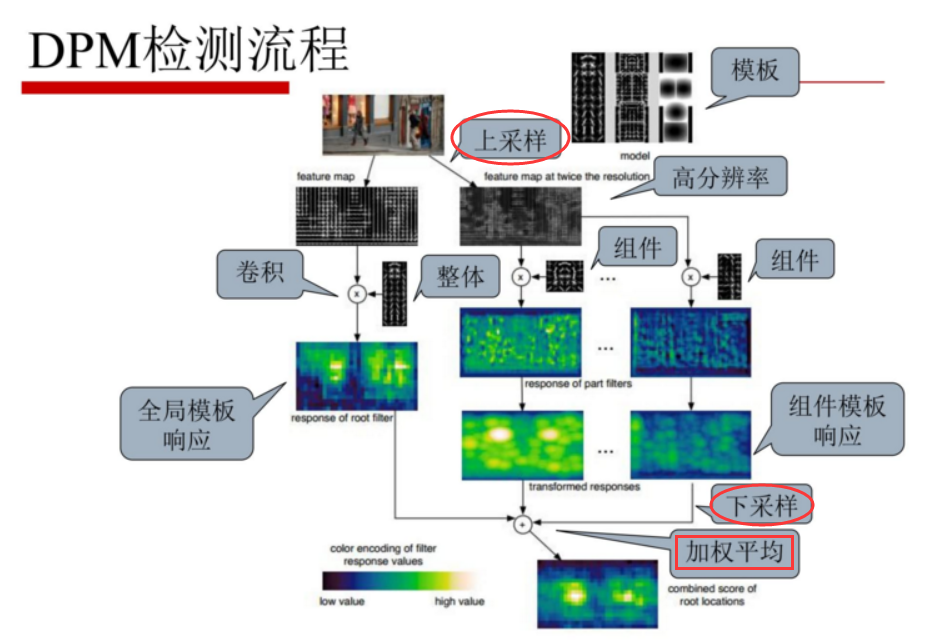 DPM检测流程
模板
上采样
model
feature map
feature map at twice the resolution
高分辨率
组件
组件
卷积
整体
x
x
x
...
...
response of part filters
全局模板
响应
response of root filter
组件模板
响应
...
transformed responses
下采样
+
加权平均
color encoding of filter
response values
low value
high value
combined score of
root locations